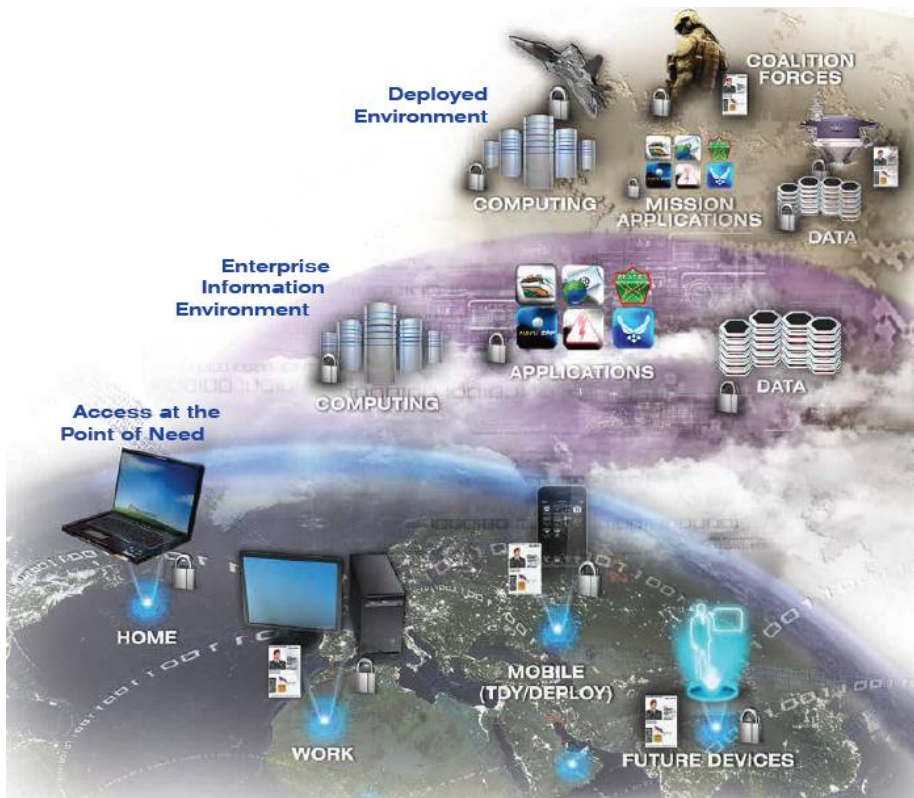 Deployed
Environment
COALITION
FORCES
COMPUTING
MISSION
APPLICATIONS
DATA
Enterprise
Information
Environment
COMPUTING
APPLICATIONS
DATA
Access at the
Point of Need
HOME
WORK
MOBILE
(TDY/DEPLOY)
FUTURE DEVICES